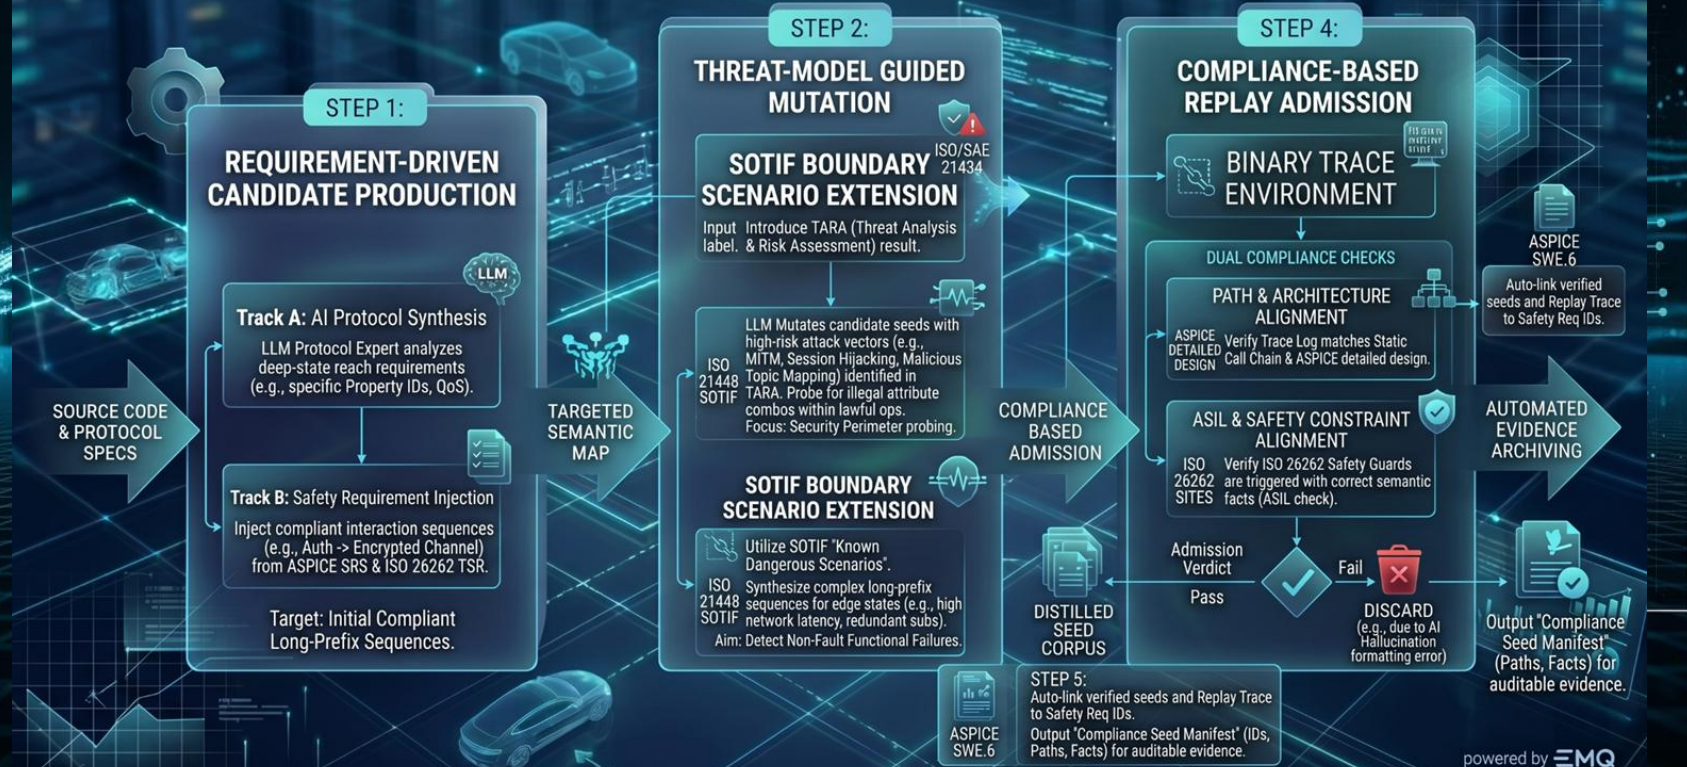 STEP 1:
REQUIREMENT-DRIVEN
CANDIDATE PRODUCTION
LLM
Track A: AI Protocol Synthesis
LLM Protocol Expert analyzes
deep-state reach requirements
(e.g., specific Property IDs, QoS).
Track B: Safety Requirement Injection
Inject compliant interaction sequences
(e.g., Auth -> Encrypted Channel)
from ASPICE SRS & ISO 26262 TSR.
Target: Initial Compliant
Long-Prefix Sequences.
SOURCE CODE
& PROTOCOL
SPECS
TARGETED
SEMANTIC
MAP
STEP 2:
THREAT-MODEL GUIDED
MUTATION
ISO/SAE
21434
SOTIF BOUNDARY
SCENARIO EXTENSION
Input label.
Introduce TARA (Threat Analysis
& Risk Assessment) result.
ISO
21448
SOTIF
LLM Mutates candidate seeds with
high-risk attack vectors (e.g.,
MITM, Session Hijacking, Malicious
Topic Mapping) identified in
TARA. Probe for illegal attribute
combos within lawful ops.
Focus: Security Perimeter probing.
SOTIF BOUNDARY
SCENARIO EXTENSION
Utilize SOTIF "Known
Dangerous Scenarios".
ISO
21448
SOTIF
Synthesize complex long-prefix
sequences for edge states (e.g., high
network latency, redundant subs).
Aim: Detect Non-Fault Functional Failures.
COMPLIANCE
BASED
ADMISSION
STEP 4:
COMPLIANCE-BASED
REPLAY ADMISSION
BINARY TRACE
ENVIRONMENT
DUAL COMPLIANCE CHECKS
PATH & ARCHITECTURE
ALIGNMENT
ASPICE
DETAILED
DESIGN
Verify Trace Log matches Static
Call Chain & ASPICE detailed design.
ASIL & SAFETY CONSTRAINT
ALIGNMENT
ISO
26262
SITES
Verify ISO 26262 Safety Guards
are triggered with correct semantic
facts (ASIL check).
Admission
Verdict
Pass
Fail
DISCARD
(e.g., due to AI
Hallucination
formatting error)
DISTILLED
SEED
CORPUS
ASPICE
SWE.6
Auto-link verified
seeds and Replay Trace
to Safety Req IDs.
AUTOMATED
EVIDENCE
ARCHIVING
Output "Compliance
Seed Manifest"
(Paths, Facts) for
auditable evidence.
ASPICE
SWE.6
STEP 5:
Auto-link verified seeds and Replay Trace
to Safety Req IDs.
Output "Compliance Seed Manifest" (IDs,
Paths, Facts) for auditable evidence.
powered by EMQ